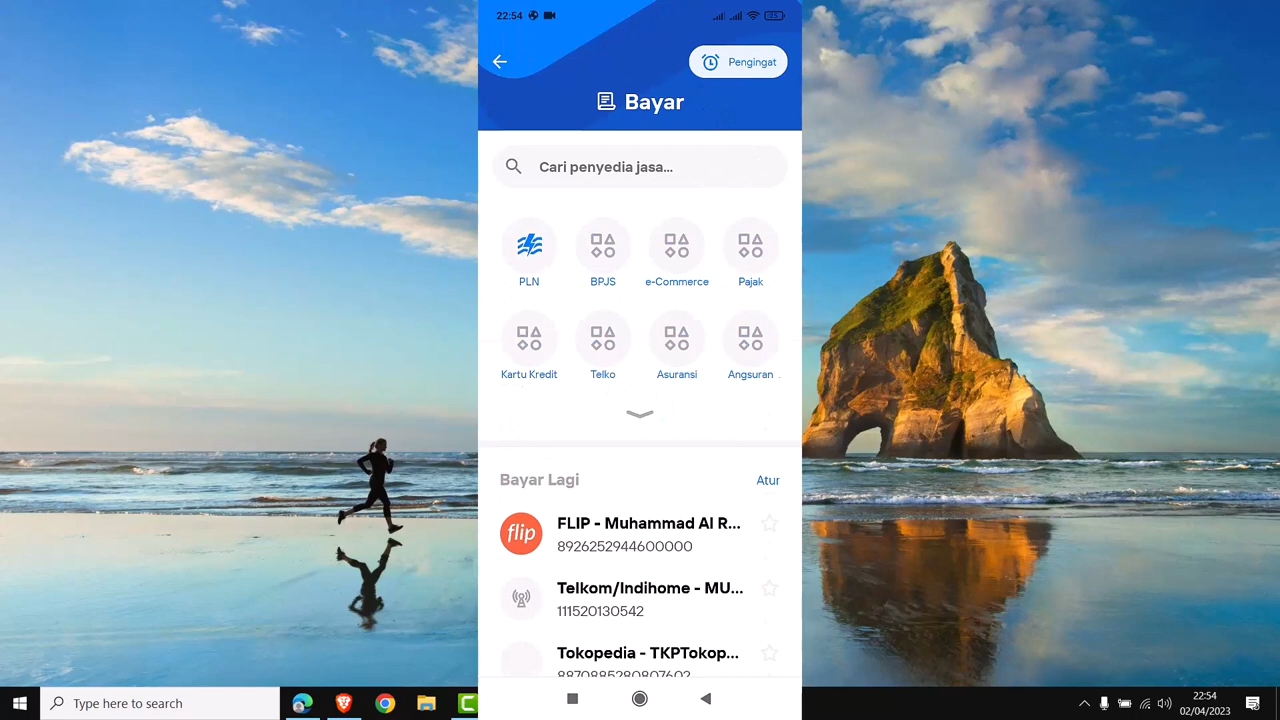 22:54
25
Pengingat
Bayar
Cari penyedia jasa...
PLN
BPJS
e-Commerce
Pajak
Kartu Kredit
Telko
Asuransi
Angsuran
Bayar Lagi
Atur
flip
FLIP - Muhammad Al R...
8926252944600000
Telkom/Indihome - MU...
111520130542
Tokopedia - TKPTokop...
8870885280807602
Type here to search
22:54
02/04/2023